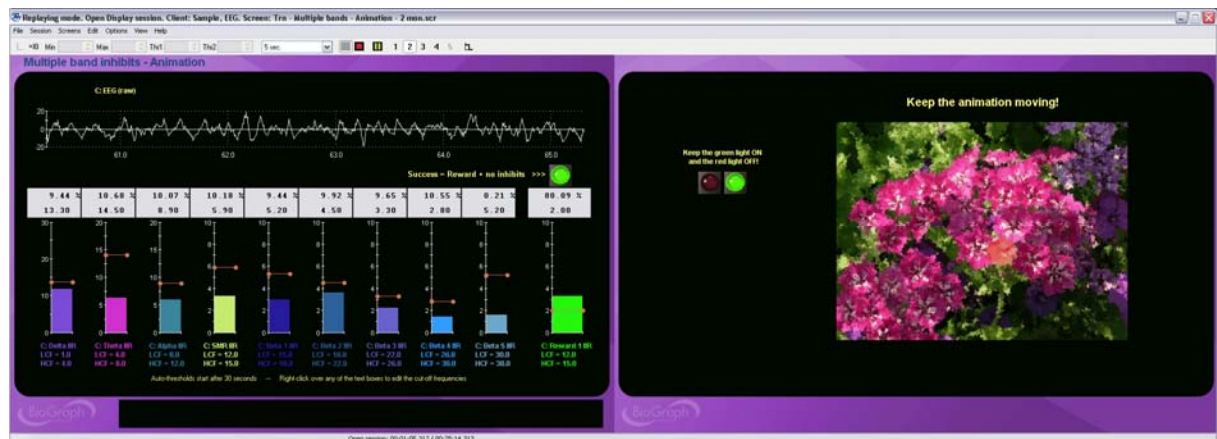 Replaying mode. Open Display session. Client: Sample, EEG. Screen: Trn - Multiple bands - Animation - 2 mon.scr
File Session Screens Edit Options View Help
Min Max Thr1 Thr2 5 sec. 1 2 3 4 5
Multiple band inhibits - Animation
C: EEG (raw)
20
0
-20
61.0 62.0 63.0 64.0 65.0
Success = Reward + no inhibits >>>
9.44 % 10.60 % 10.07 % 10.18 % 9.44 % 9.92 % 9.65 % 10.55 % 0.21 % 80.09 %
13.30 14.50 8.90 5.90 5.20 4.50 3.30 2.80 5.20 2.00
C: Delta IIR C: Theta IIR C: Alpha IIR C: SMR IIR C: Beta 1 IIR C: Beta 2 IIR C: Beta 3 IIR C: Beta 4 IIR C: Beta 5 IIR C: Reward 1 IIR
LCF = 1.0 LCF = 4.0 LCF = 8.0 LCF = 12.0 LCF = 15.0 LCF = 18.0 LCF = 22.0 LCF = 26.0 LCF = 30.0 LCF = 12.0
HCF = 4.0 HCF = 8.0 HCF = 12.0 HCF = 15.0 HCF = 22.0 HCF = 26.0 HCF = 30.0 HCF = 15.0
Auto-thresholds start after 30 seconds — Right-click over any of the text boxes to edit the cut-off frequencies
BioGraph
Keep the animation moving!
Keep the green light ON
and the red light OFF!
BioGraph